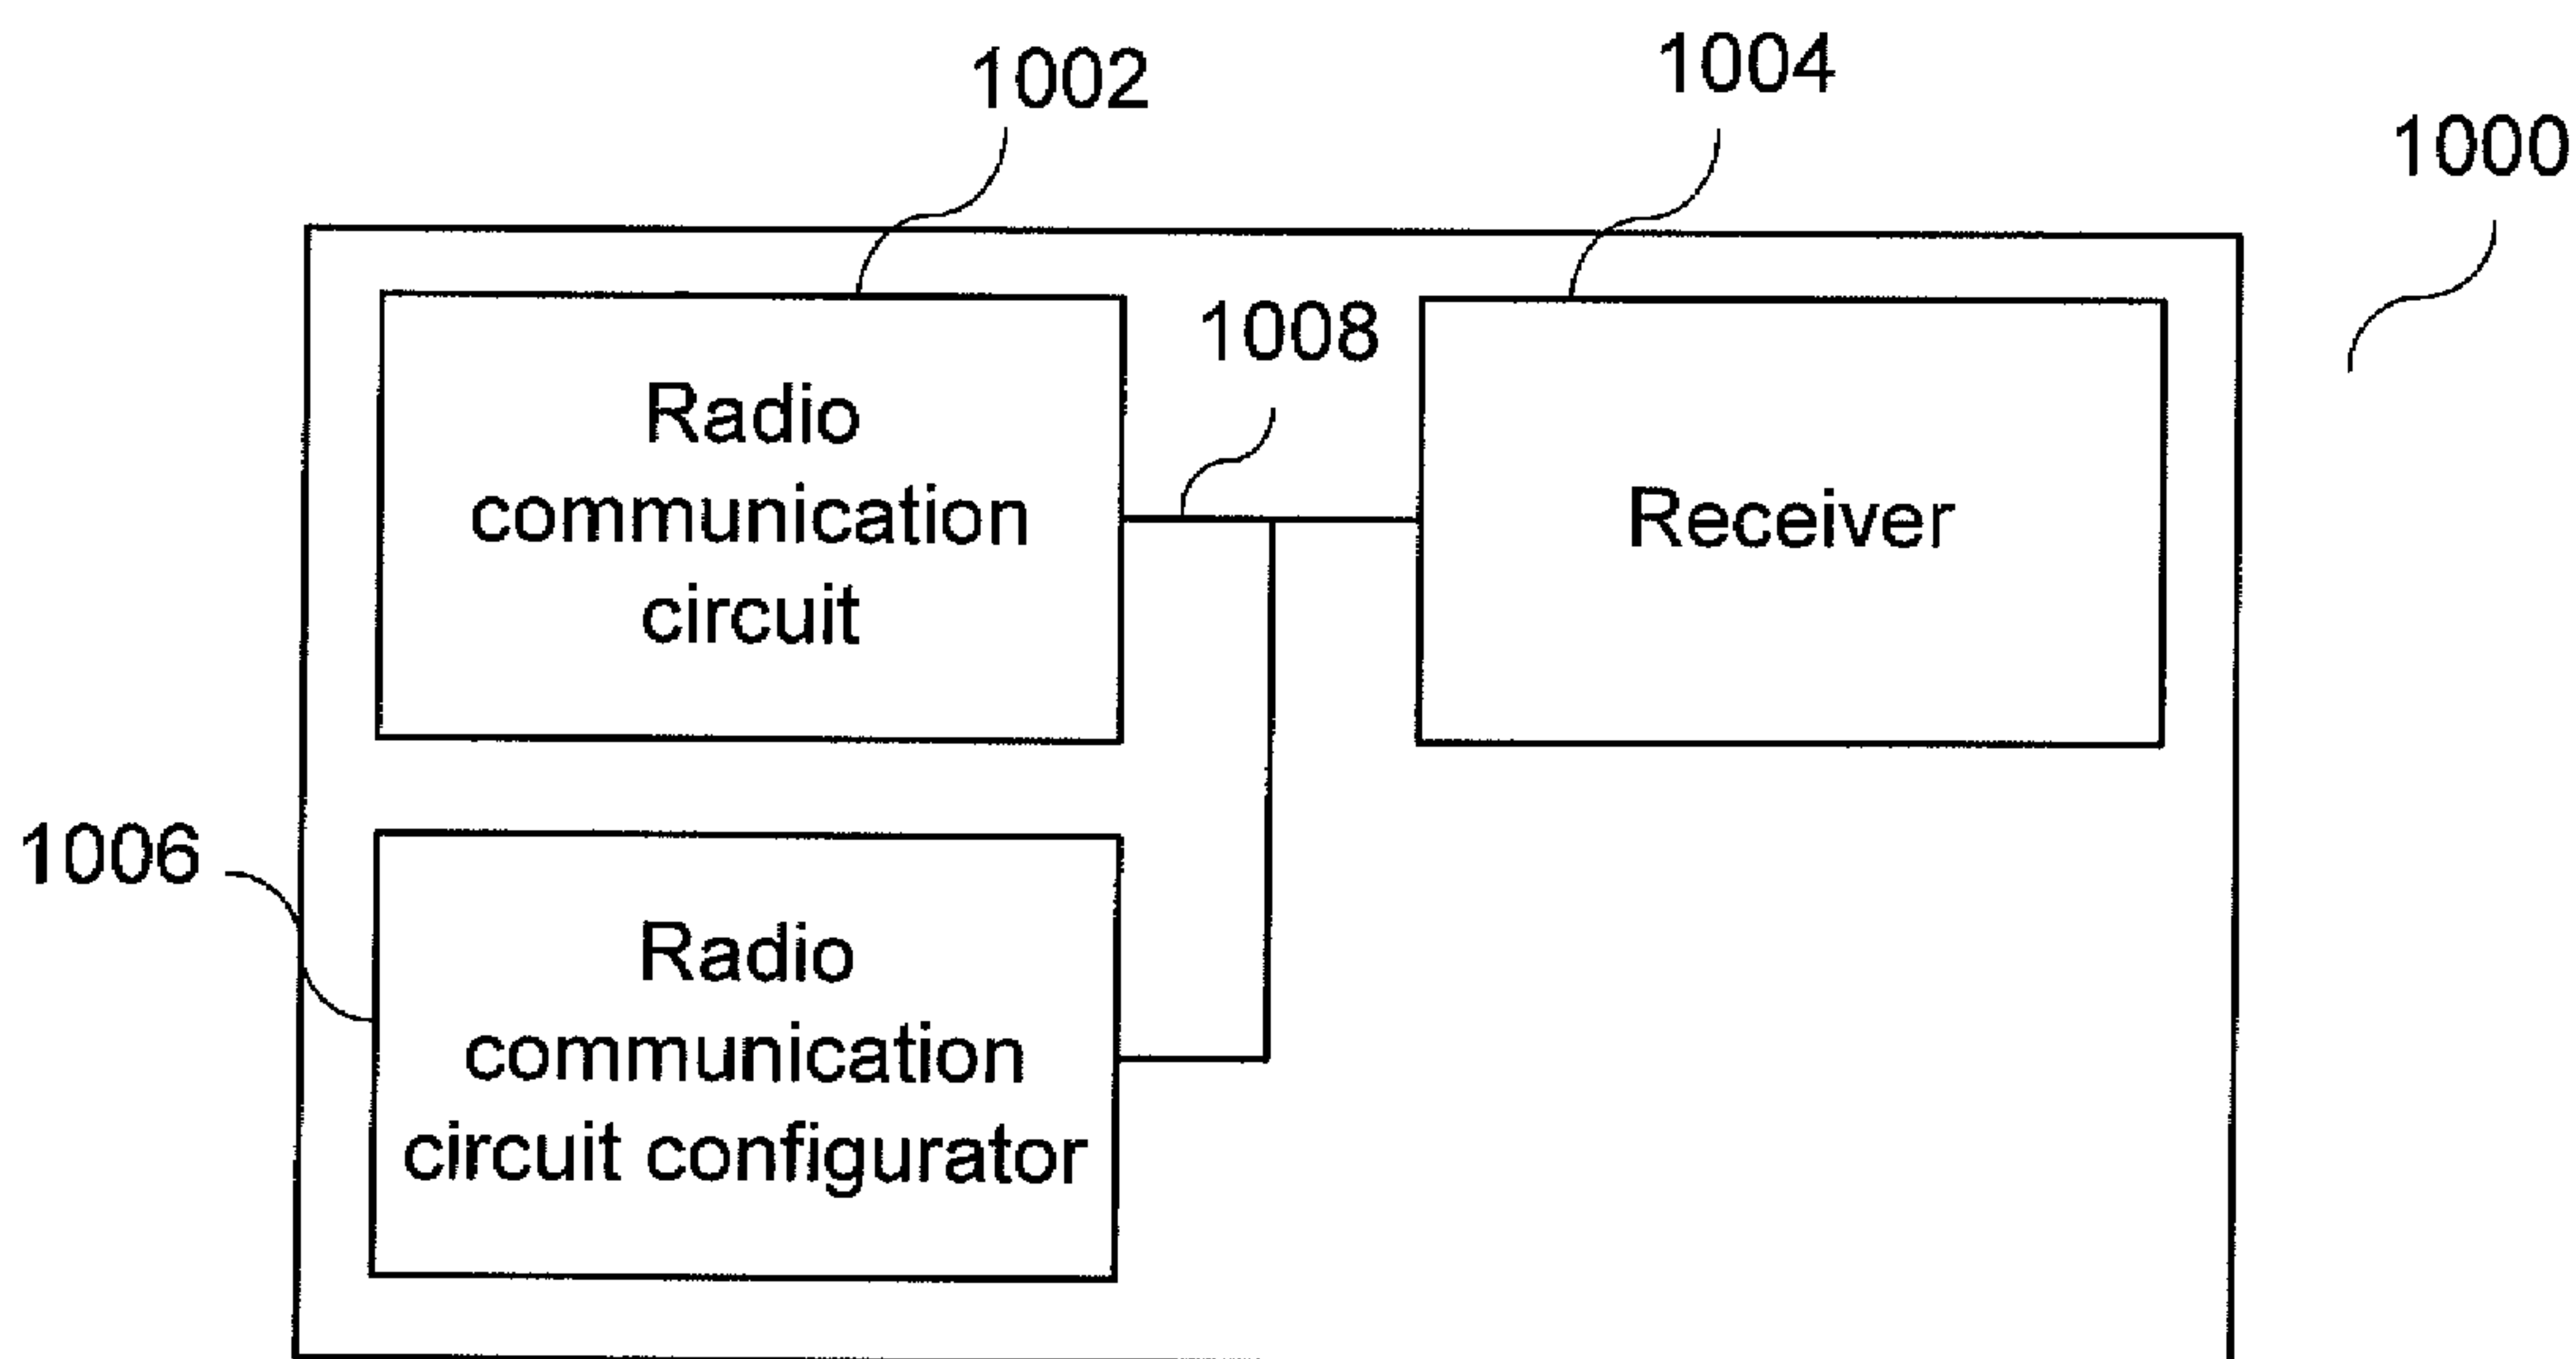 1002
1004
1000
1008
Radio
communication
circuit
Receiver
1006
Radio
communication
circuit configurator